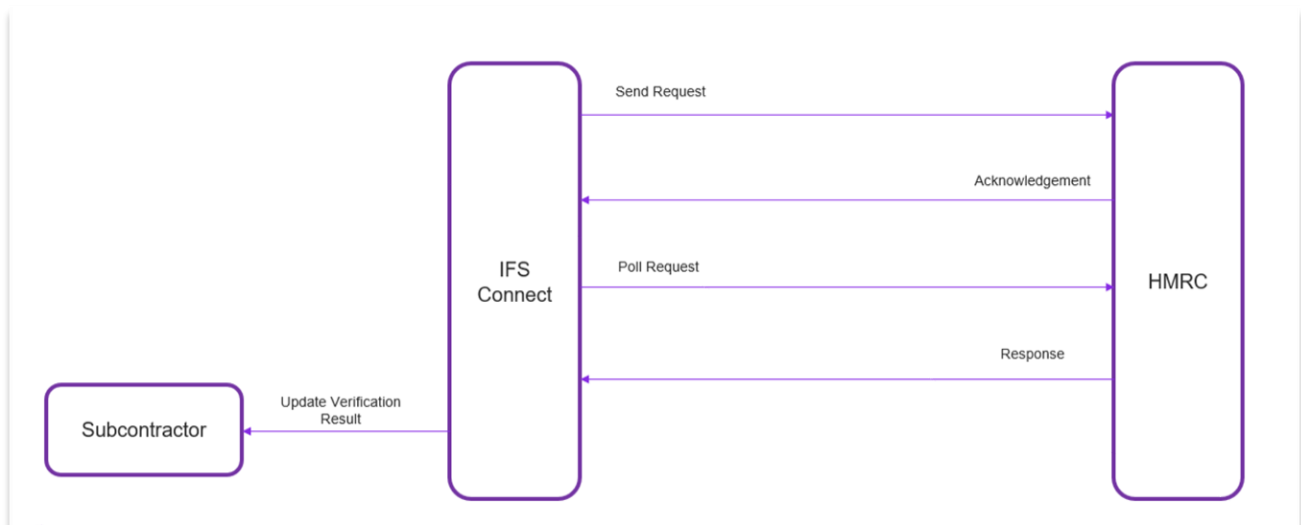 Send Request
Acknowledgement
IFS
Connect
Poll Request
HMRC
Response
Update Verification
Result
Subcontractor